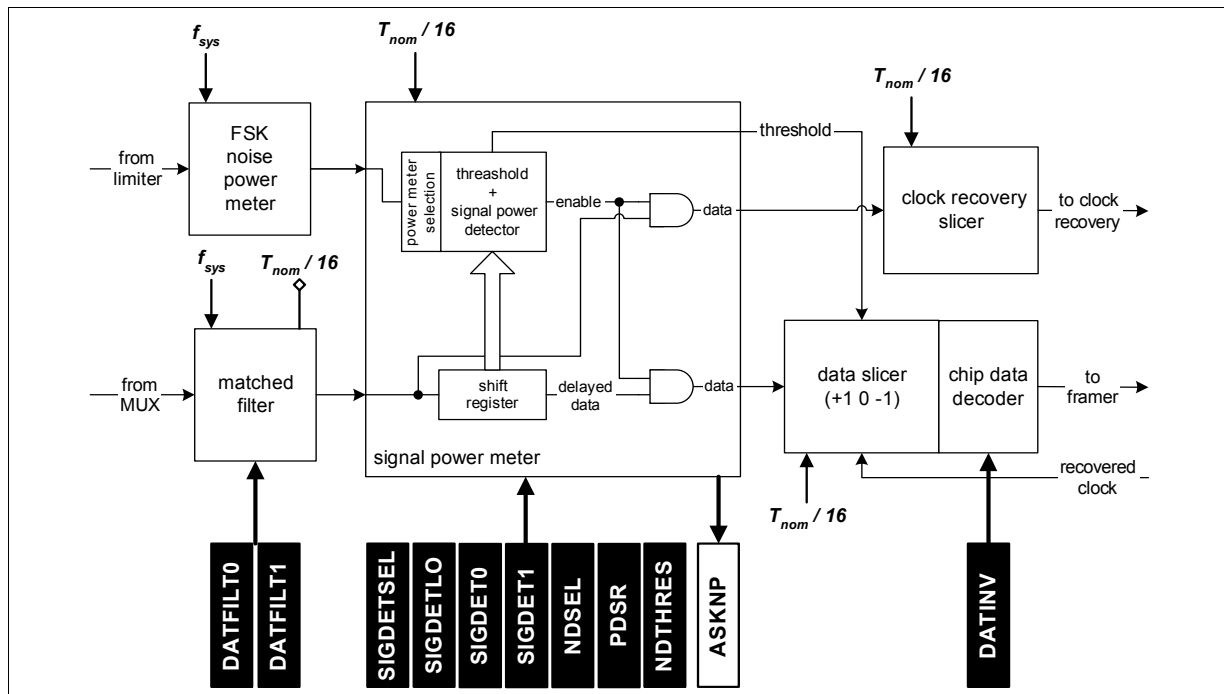 f_sys
T_nom / 16
T_nom / 16
FSK
noise
power
meter
from
limiter
power meter
selection
threashold
+
signal power
detector
enable
threshold
data
clock recovery
slicer
to clock
recovery
f_sys
T_nom / 16
from
MUX
matched
filter
shift
register
delayed
data
data
data slicer
(+1 0 -1)
chip data
decoder
to
framer
signal power meter
recovered
clock
T_nom / 16
DATFILT0
DATFILT1
SIGDETSEL
SIGDETLO
SIGDET0
SIGDET1
NDSEL
PDSR
NDTHRES
ASKNP
DATINV